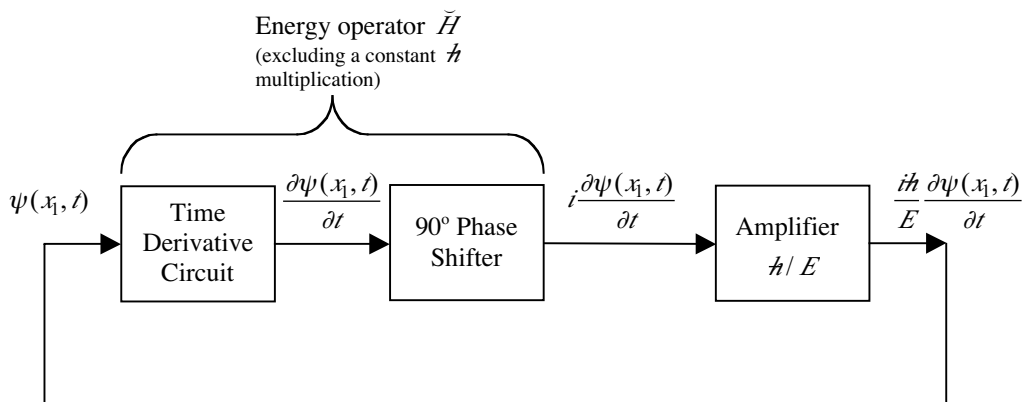 Energy operator H̆
(excluding a constant ℏ
multiplication)
ψ(x₁, t)
Time
Derivative
Circuit
∂ψ(x₁, t)
∂t
90° Phase
Shifter
i ∂ψ(x₁, t)
∂t
Amplifier
ℏ / E
iℏ ∂ψ(x₁, t)
E ∂t